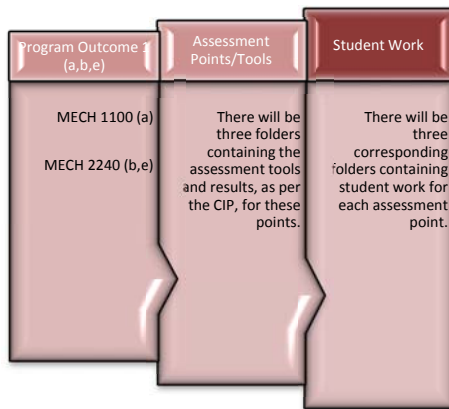 Program Outcome 1
(a,b,e)
Assessment
Points/Tools
Student Work
MECH 1100 (a)
MECH 2240 (b,e)
There will be
three folders
containing the
assessment tools
and results, as per
the CIP, for these
points.
There will be
three
corresponding
folders containing
student work for
each assessment
point.